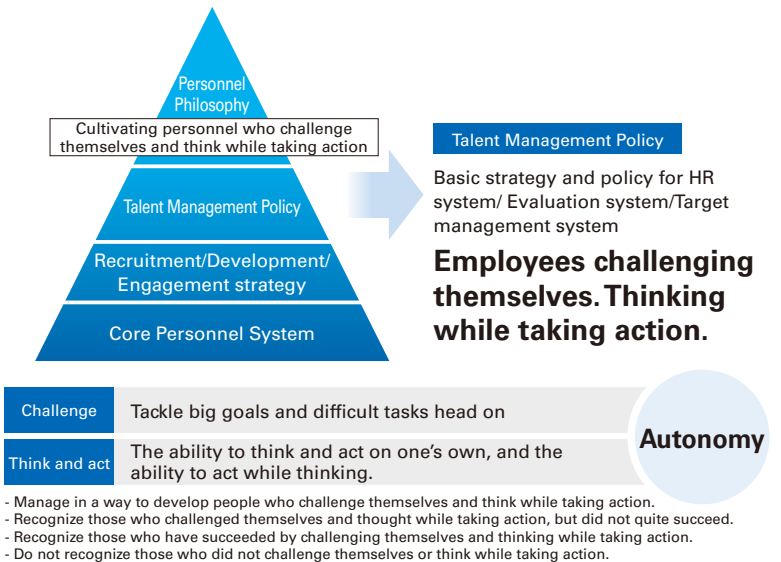 Personnel
Philosophy
Cultivating personnel who challenge
themselves and think while taking action
Talent Management Policy
Recruitment/Development/
Engagement strategy
Core Personnel System
Talent Management Policy
Basic strategy and policy for HR
system/ Evaluation system/Target
management system
Employees challenging
themselves. Thinking
while taking action.
Challenge
Tackle big goals and difficult tasks head on
Think and act
The ability to think and act on one's own, and the
ability to act while thinking.
Autonomy
- Manage in a way to develop people who challenge themselves and think while taking action.
- Recognize those who challenged themselves and thought while taking action, but did not quite succeed.
- Recognize those who have succeeded by challenging themselves and thinking while taking action.
- Do not recognize those who did not challenge themselves or think while taking action.